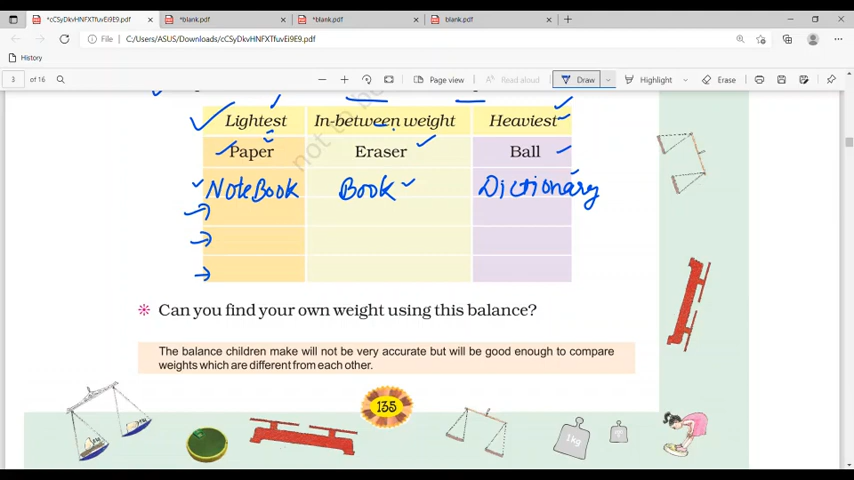 *cCSyDkvHNFXTfuvEi9E9.pdf
*blank.pdf
*blank.pdf
blank.pdf
File
C:/Users/ASUS/Downloads/cCSyDkvHNFXTfuvEi9E9.pdf
History
3 of 16
Page view
Read aloud
Draw
Highlight
Erase
Lightest In-between weight Heaviest
Paper Eraser Ball
NoteBook Book Dictionary
not to be
Can you find your own weight using this balance?
The balance children make will not be very accurate but will be good enough to compare
weights which are different from each other.
135
1kg